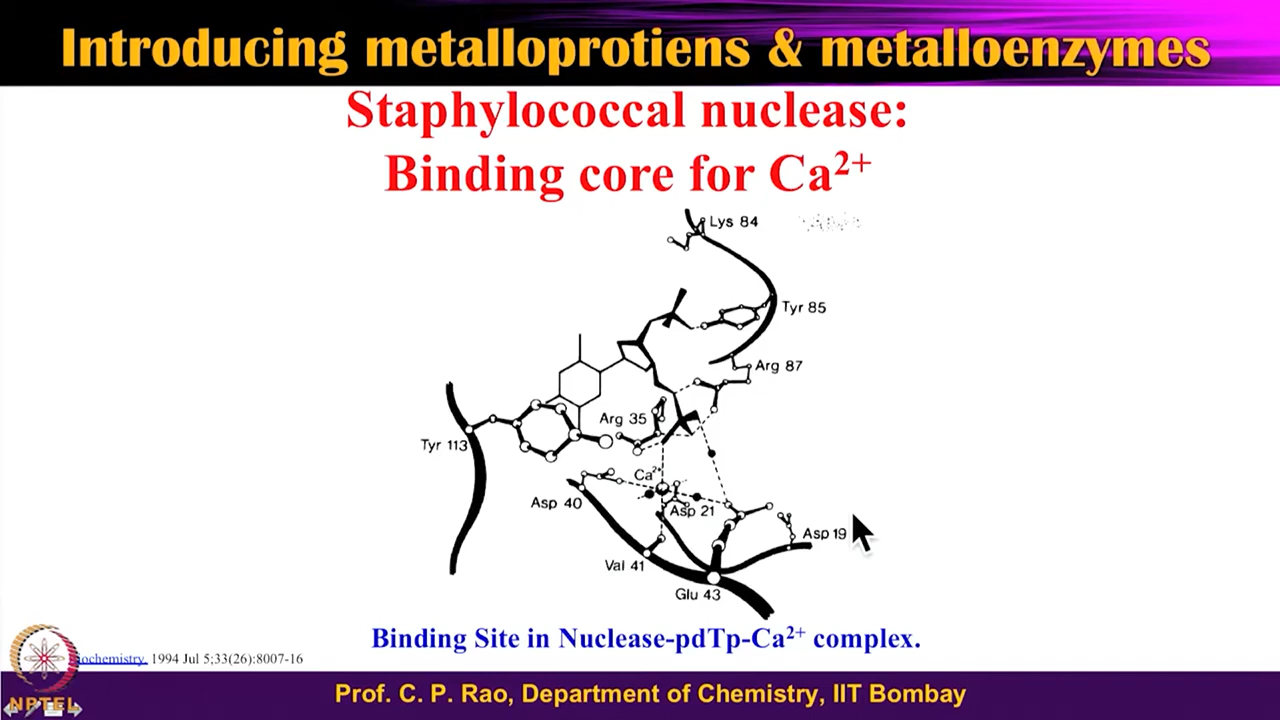 Introducing metalloprotiens & metalloenzymes
Staphylococcal nuclease:
Binding core for Ca²⁺
Lys 84
Tyr 85
Arg 87
Arg 35
Tyr 113
Ca²⁺
Asp 40
Asp 21
Asp 19
Val 41
Glu 43
Binding Site in Nuclease-pdTp-Ca²⁺ complex.
1994 Jul 5;33(26):8007-16
NPTEL
Prof. C. P. Rao, Department of Chemistry, IIT Bombay